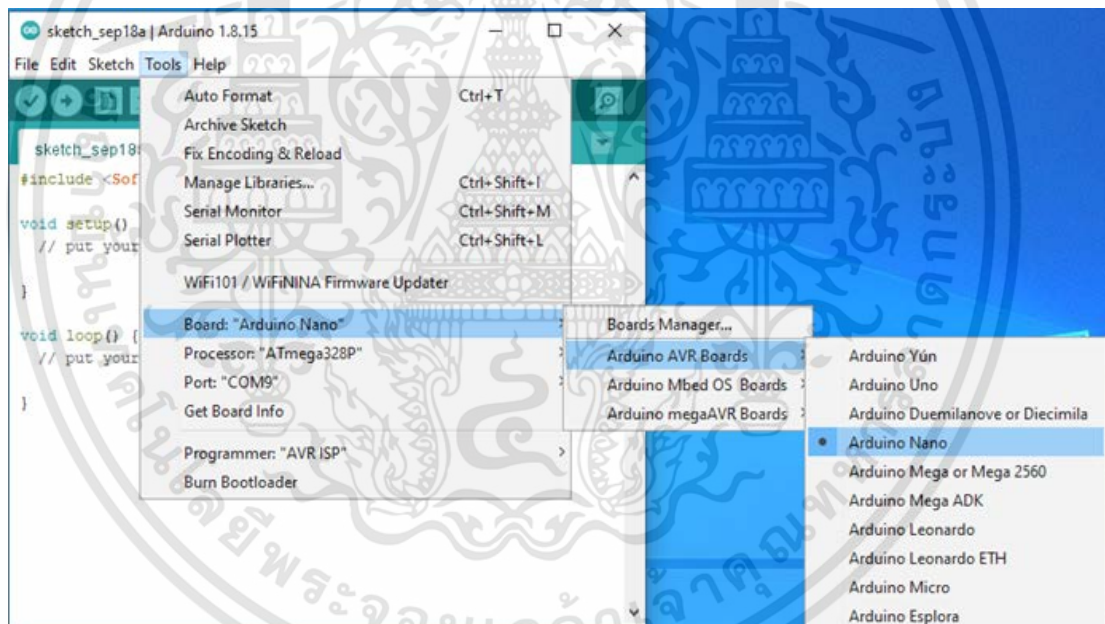 sketch_sep18a | Arduino 1.8.15
File Edit Sketch Tools Help
sketch_sep18
#include <Sof
void setup()
// put your
}
void loop() {
// put your
}
Auto Format Ctrl+T
Archive Sketch
Fix Encoding & Reload
Manage Libraries... Ctrl+Shift+I
Serial Monitor Ctrl+Shift+M
Serial Plotter Ctrl+Shift+L
WiFi101 / WiFiNINA Firmware Updater
Board: "Arduino Nano"
Processor: "ATmega328P"
Port: "COM9"
Get Board Info
Programmer: "AVR ISP"
Burn Bootloader
Boards Manager...
Arduino AVR Boards
Arduino Mbed OS Boards
Arduino megaAVR Boards
Arduino Yún
Arduino Uno
Arduino Duemilanove or Diecimila
Arduino Nano
Arduino Mega or Mega 2560
Arduino Mega ADK
Arduino Leonardo
Arduino Leonardo ETH
Arduino Micro
Arduino Esplora